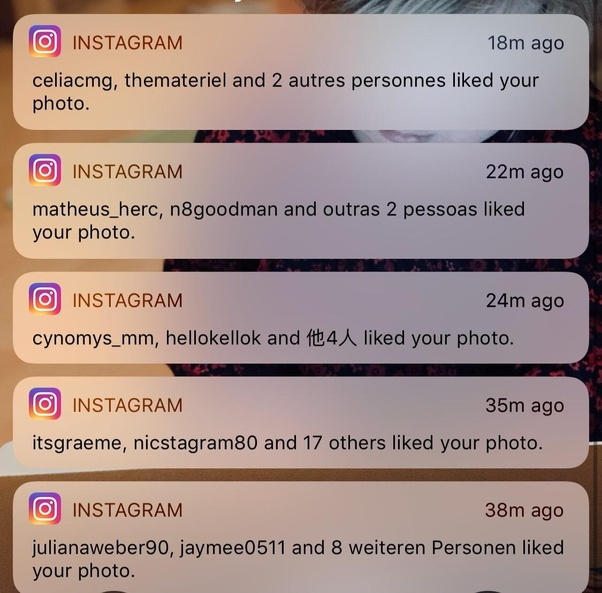 INSTAGRAM 18m ago
celiacmg, themateriel and 2 autres personnes liked your
photo.
INSTAGRAM 22m ago
matheus_herc, n8goodman and outras 2 pessoas liked
your photo.
INSTAGRAM 24m ago
cynomys_mm, hellokellok and 他4人 liked your photo.
INSTAGRAM 35m ago
itsgraeme, nicstagram80 and 17 others liked your photo.
INSTAGRAM 38m ago
julianaweber90, jaymee0511 and 8 weiteren Personen liked
your photo.